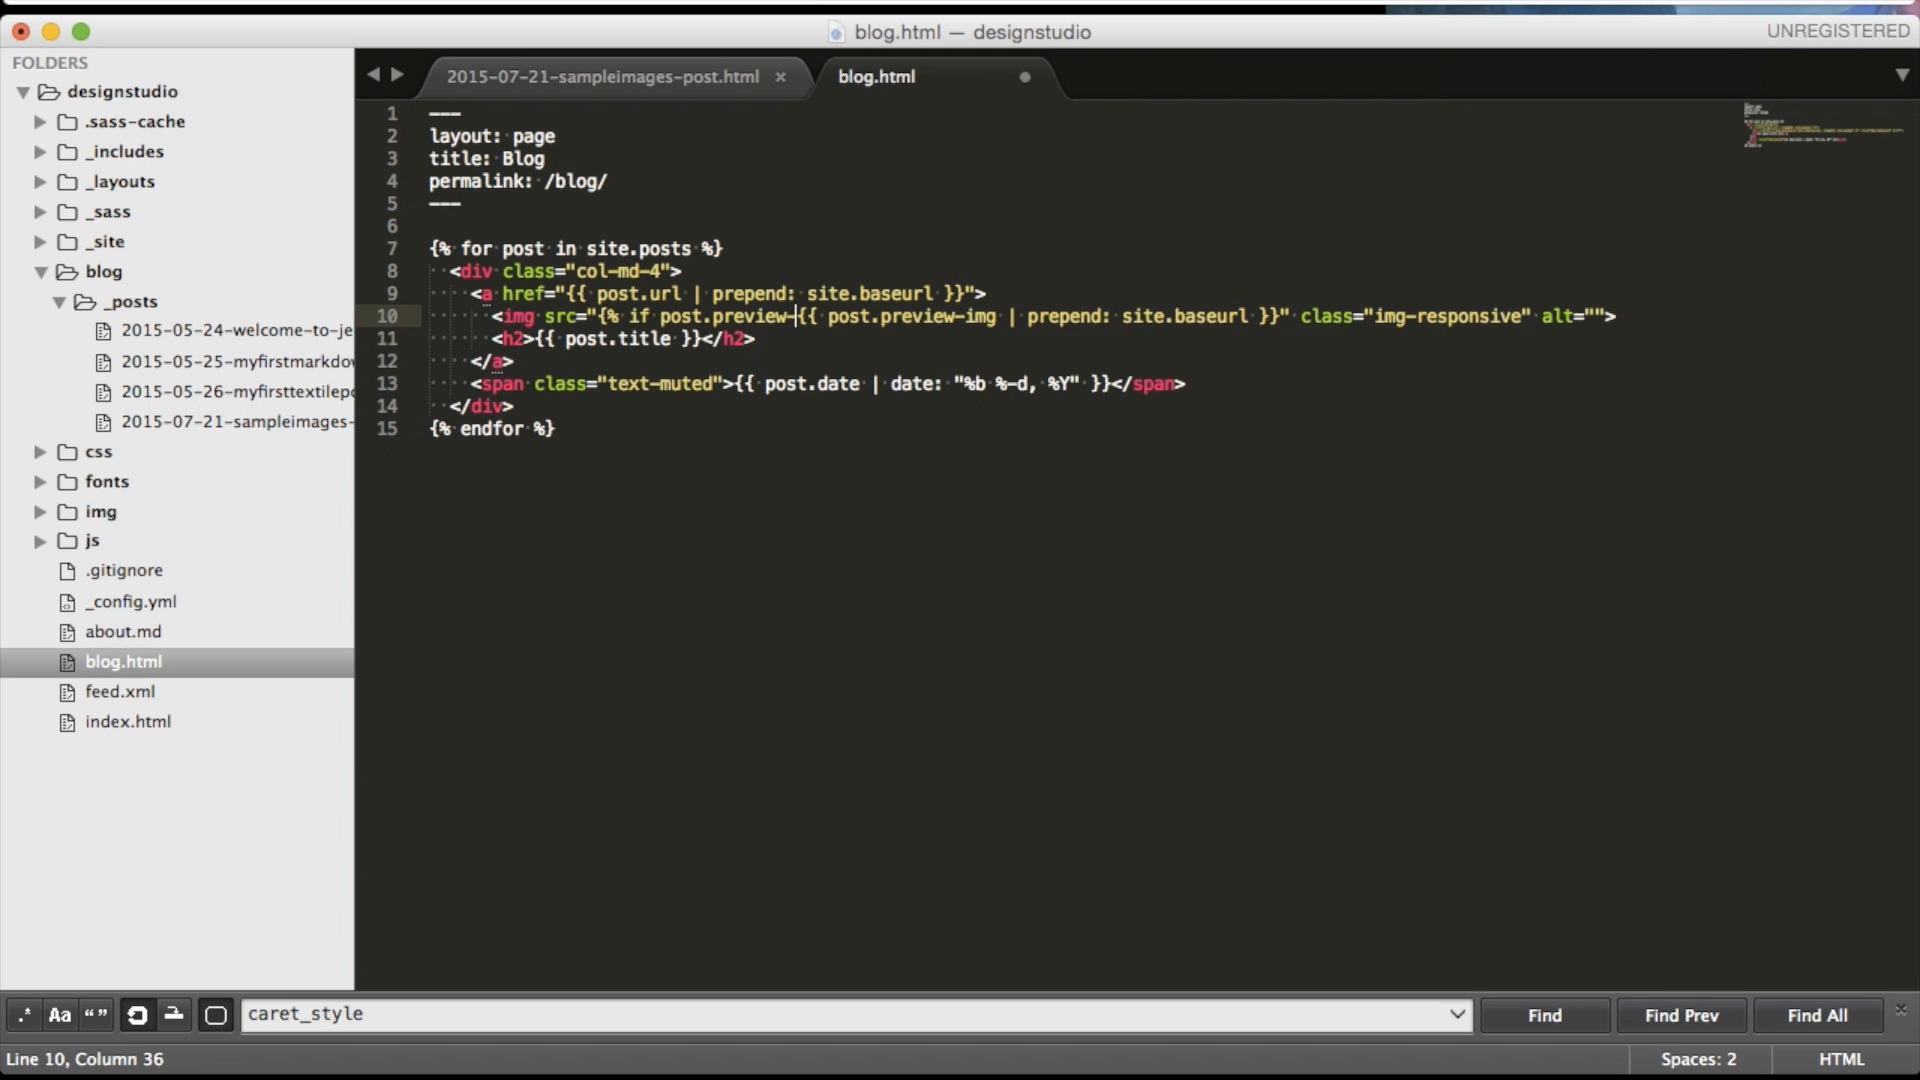 blog.html — designstudio
UNREGISTERED
FOLDERS
designstudio
.sass-cache
_includes
_layouts
_sass
_site
blog
_posts
2015-05-24-welcome-to-je
2015-05-25-myfirstmarkdov
2015-05-26-myfirsttextilepo
2015-07-21-sampleimages-
css
fonts
img
js
.gitignore
_config.yml
about.md
blog.html
feed.xml
index.html
2015-07-21-sampleimages-post.html ×
blog.html
1 ---
2 layout: page
3 title: Blog
4 permalink: /blog/
5 ---
6
7 {% for post in site.posts %}
8 <div class="col-md-4">
9 <a href="{{ post.url | prepend: site.baseurl }}">
10 <img src="{% if post.preview-{{ post.preview-img | prepend: site.baseurl }}" class="img-responsive" alt="">
11 <h2>{{ post.title }}</h2>
12 </a>
13 <span class="text-muted">{{ post.date | date: "%b %-d, %Y" }}</span>
14 </div>
15 {% endfor %}
.* Aa “ ” caret_style Find Find Prev Find All ×
Line 10, Column 36 Spaces: 2 HTML